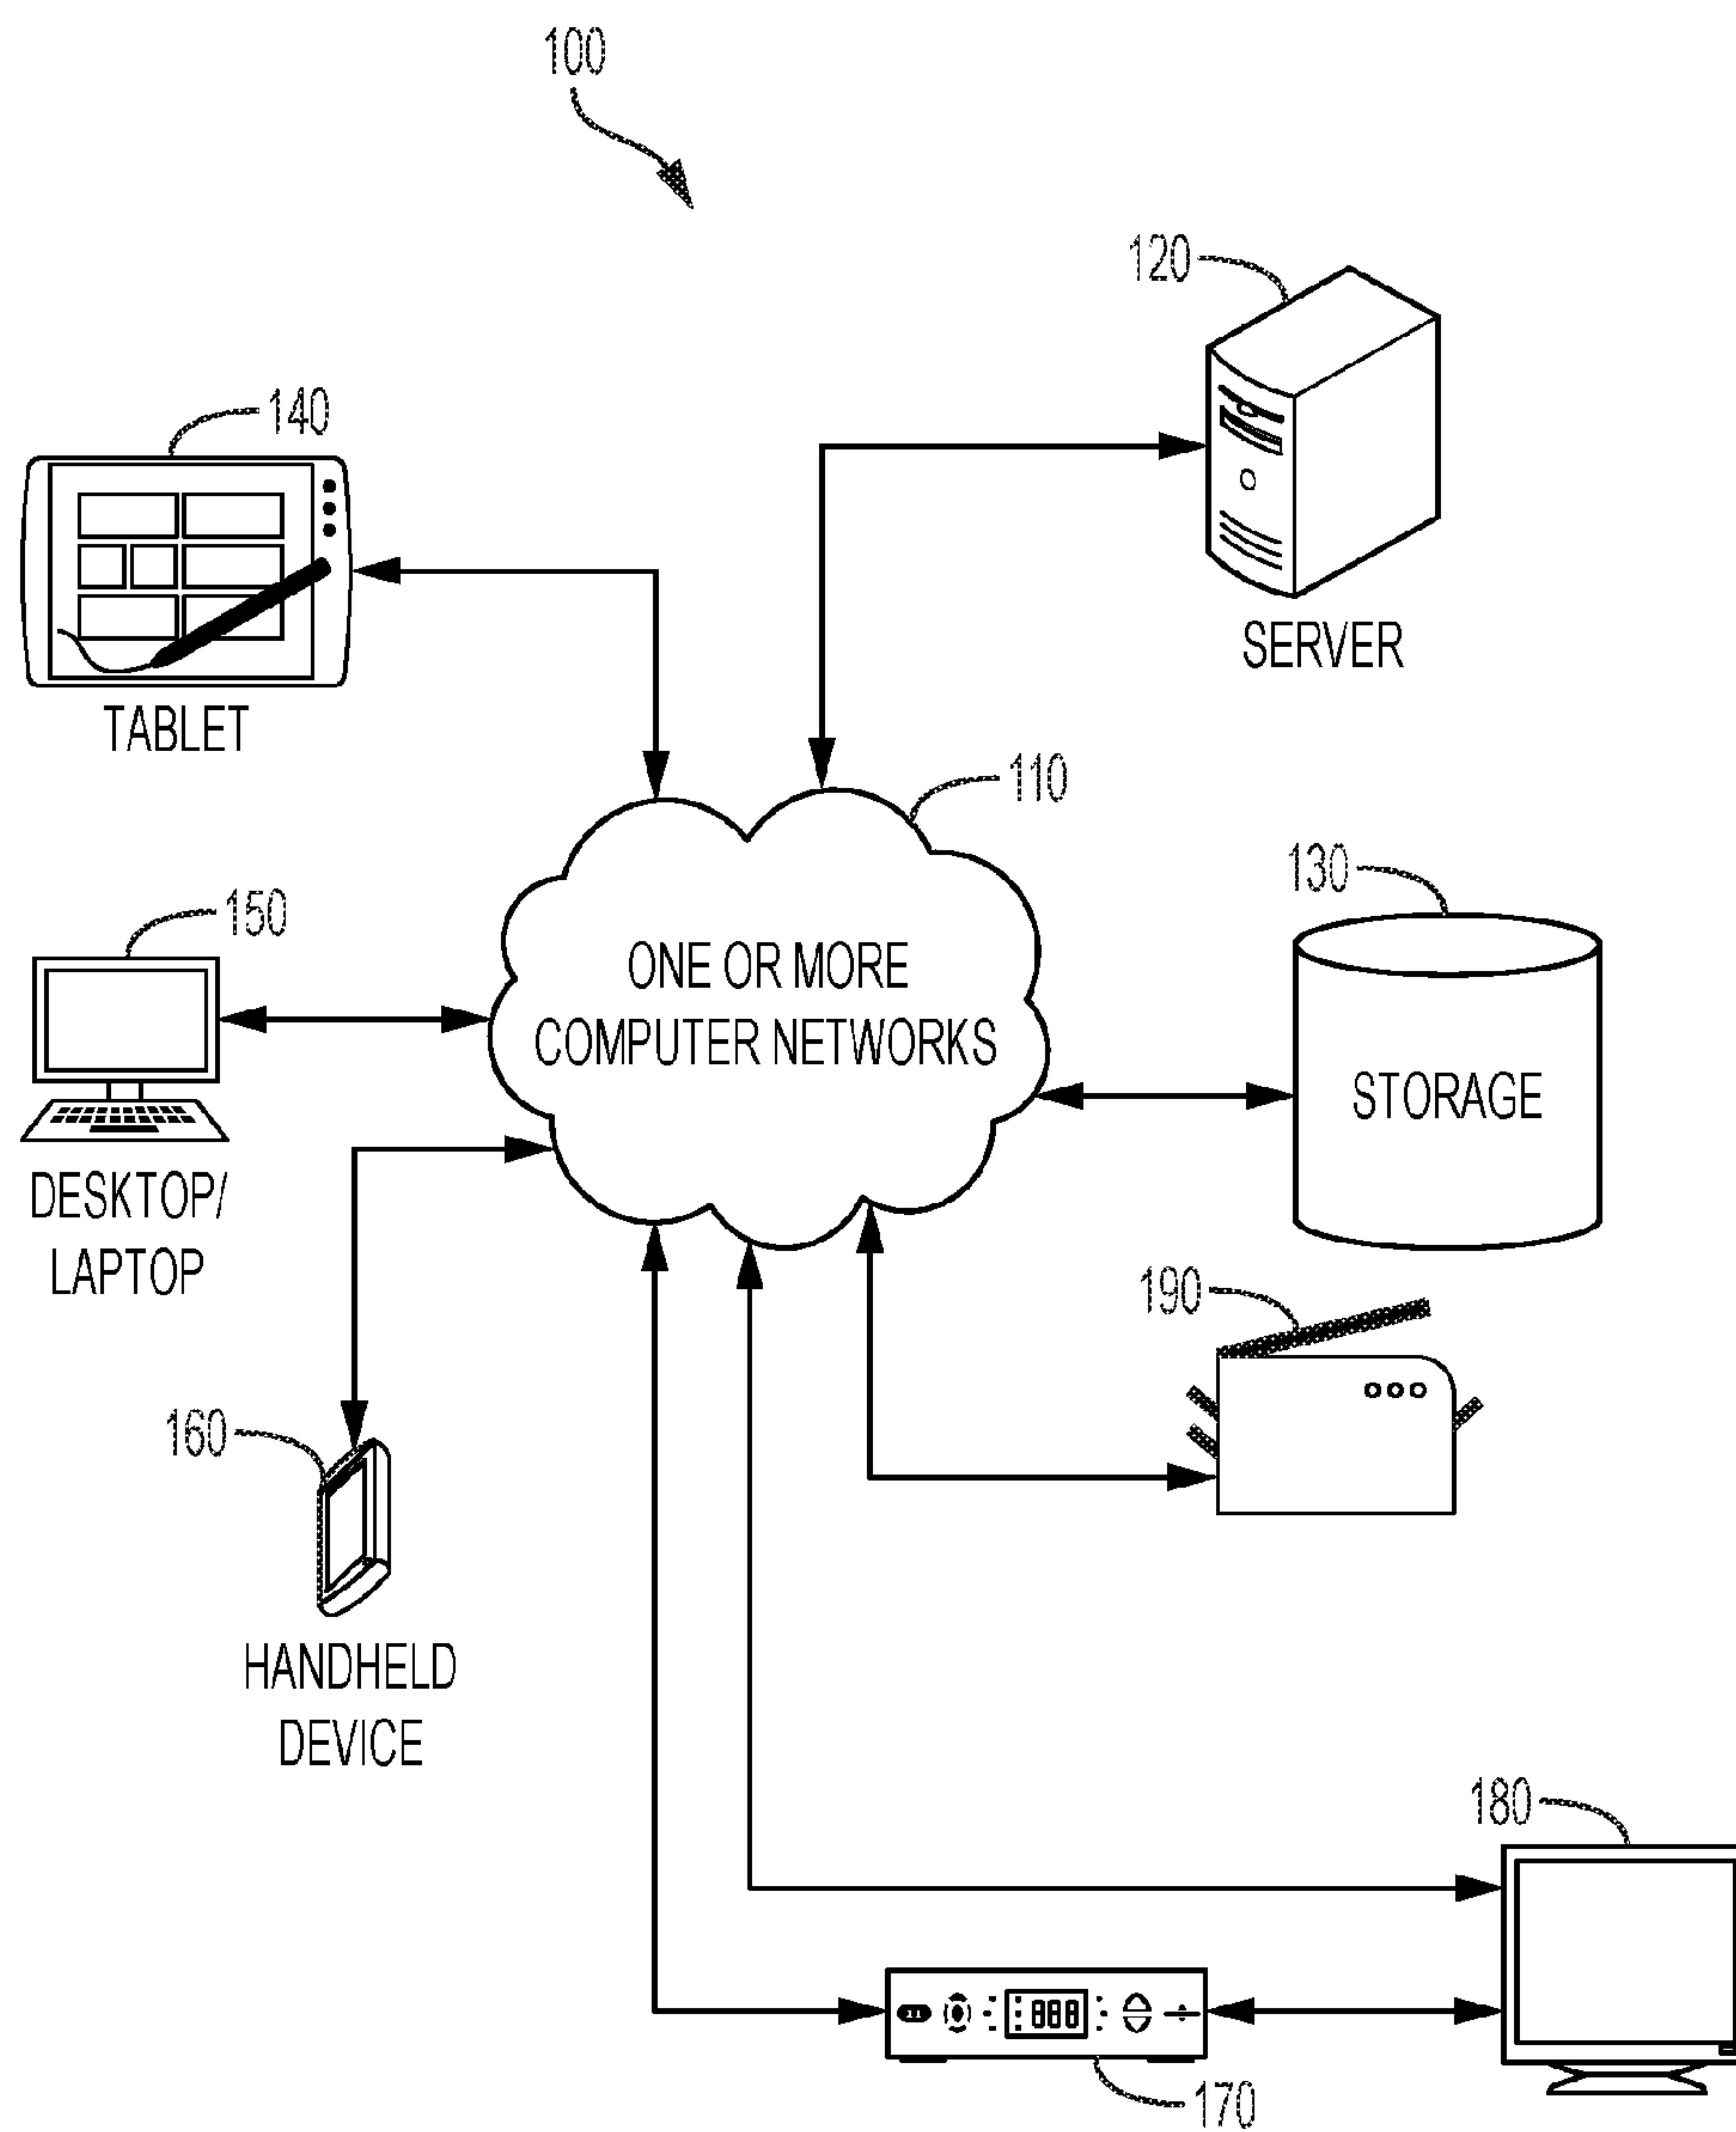 100
120
140
SERVER
TABLET
110
130
150
ONE OR MORE
COMPUTER NETWORKS
STORAGE
DESKTOP/
LAPTOP
190
160
HANDHELD
DEVICE
180
888
170